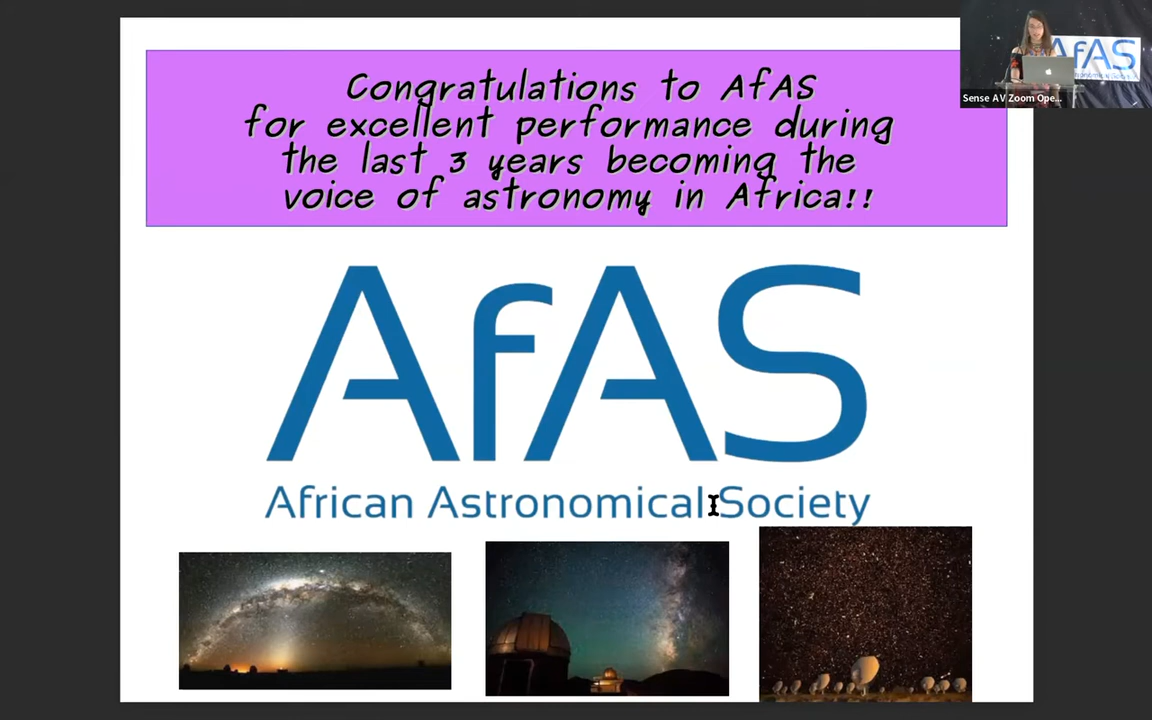 Congratulations to AfAS
for excellent performance during
the last 3 years becoming the
voice of astronomy in Africa!!
AfAS
African Astronomical Society
AfAS
Sense AV Zoom Ope...